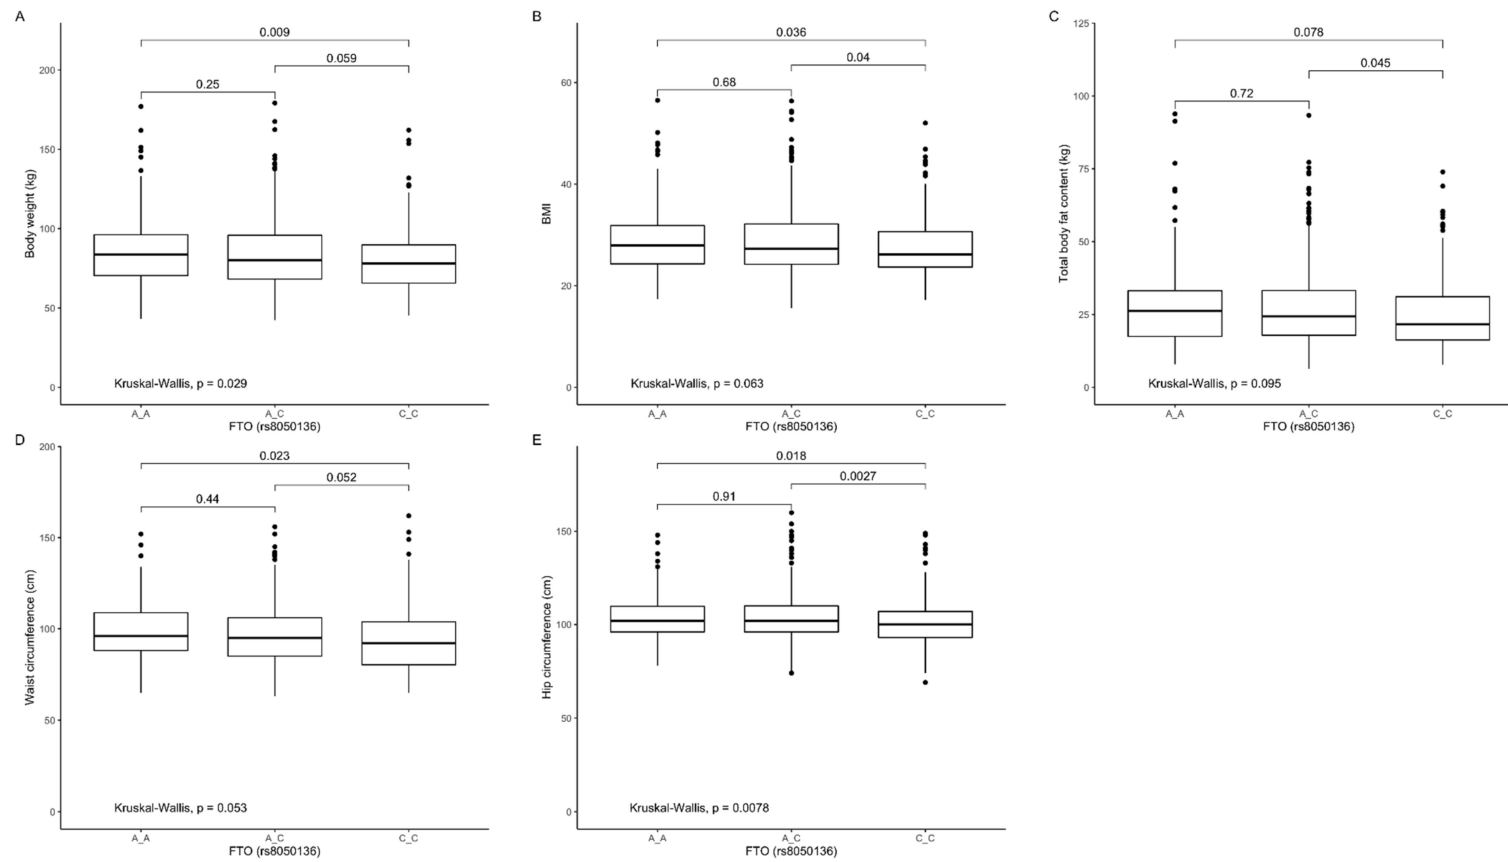 A
Body weight (kg)
200
150
100
50
0
0.009
0.059
0.25
Kruskal-Wallis, p = 0.029
A_A A_C C_C
FTO (rs8050136)
B
BMI
60
40
20
0
0.036
0.04
0.68
Kruskal-Wallis, p = 0.063
A_A A_C C_C
FTO (rs8050136)
C
Total body fat content (kg)
125
100
75
50
25
0
0.078
0.045
0.72
Kruskal-Wallis, p = 0.095
A_A A_C C_C
FTO (rs8050136)
D
Waist circumference (cm)
200
150
100
50
0
0.023
0.052
0.44
Kruskal-Wallis, p = 0.053
A_A A_C C_C
FTO (rs8050136)
E
Hip circumference (cm)
150
100
50
0
0.018
0.0027
0.91
Kruskal-Wallis, p = 0.0078
A_A A_C C_C
FTO (rs8050136)